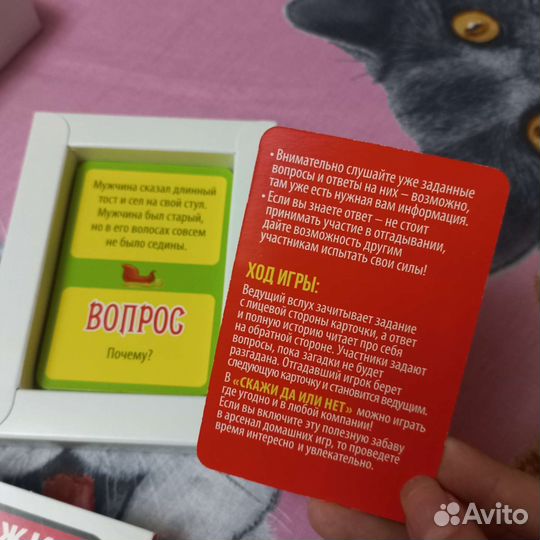 Мужчина сказал длинный
тост и сел на свой стул.
Мужчина был старый,
но в его волосах совсем
не было седины.
ВОПРОС
Почему?
• Внимательно слушайте уже заданные
вопросы и ответы на них – возможно,
там уже есть нужная вам информация.
• Если вы знаете ответ – не стоит
принимать участие в отгадывании,
дайте возможность другим
участникам испытать свои силы!
ХОД ИГРЫ:
Ведущий вслух зачитывает задание
с лицевой стороны карточки, а ответ
и полную историю читает про себя
на обратной стороне. Участники задают
вопросы, пока загадки не будет
разгадана. Отгадавший игрок берет
следующую карточку и становится ведущим.
В «СКАЖИ ДА ИЛИ НЕТ» можно играть
где угодно и в любой компании!
Если вы включите эту полезную забаву
в арсенал домашних игр, то проведете
время интересно и увлекательно.
Avito